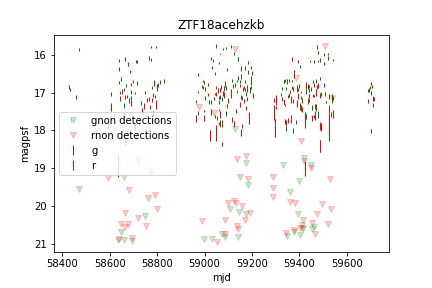 ZTF18acehzkb
magpsf
16
17
18
19
20
21
gnon detections
rnon detections
g
r
58400 58600 58800 59000 59200 59400 59600
mjd